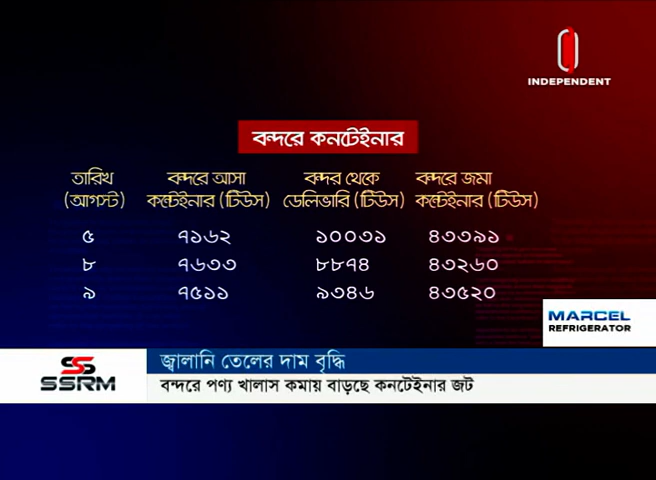 INDEPENDENT
বন্দরে কনটেইনার
তারিখ বন্দরে আসা বন্দর থেকে বন্দরে জমা
(আগস্ট) কন্টেইনার (টিউস) ডেলিভারি (টিউস) কন্টেইনার (টিউস)
৫ ৭১৬২ ১০০৩১ ৪৩৩৯১
৮ ৭৬৩৩ ৮৮৭৪ ৪৩২৬০
৯ ৭৫১১ ৯৩৪৬ ৪৩৫২০
MARCEL
REFRIGERATOR
SSRM
জ্বালানি তেলের দাম বৃদ্ধি
বন্দরে পণ্য খালাস কমায় বাড়ছে কনটেইনার জট